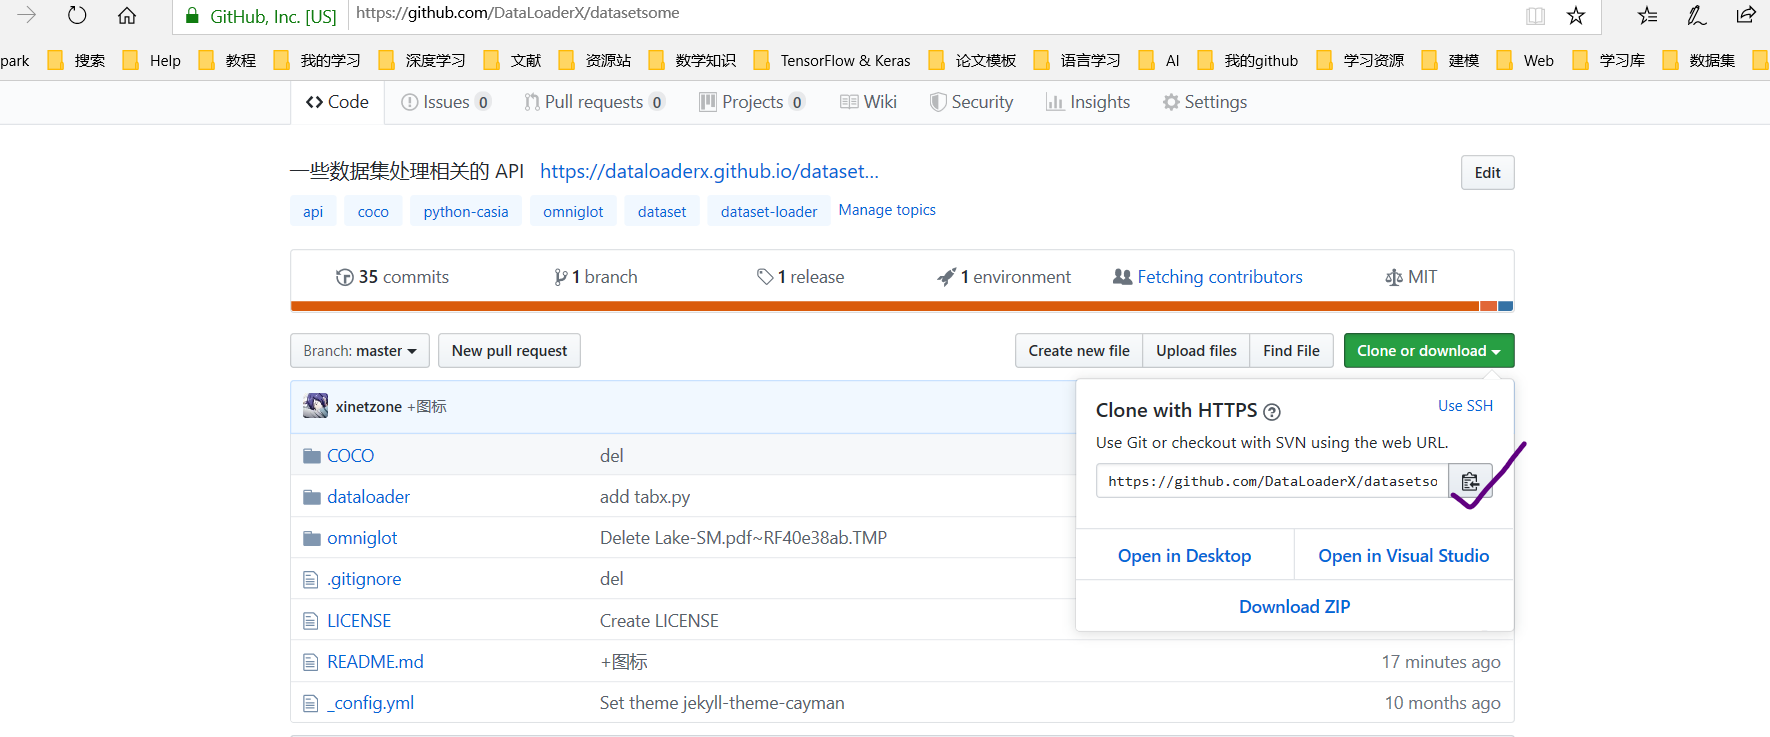 GitHub, Inc. [US] https://github.com/DataLoaderX/datasetsome
park 搜索 Help 教程 我的学习 深度学习 文献 资源站 数学知识 TensorFlow & Keras 论文模板 语言学习 AI 我的github 学习资源 建模 Web 学习库 数据集
Code Issues 0 Pull requests 0 Projects 0 Wiki Security Insights Settings
一些数据集处理相关的 API https://dataloaderx.github.io/dataset... Edit
api coco python-casia omniglot dataset dataset-loader Manage topics
35 commits 1 branch 1 release 1 environment Fetching contributors MIT
Branch: master New pull request Create new file Upload files Find File Clone or download
xinetzone +图标
Clone with HTTPS Use SSH
Use Git or checkout with SVN using the web URL.
https://github.com/DataLoaderX/datasetso
Open in Desktop Open in Visual Studio
Download ZIP
COCO del
dataloader add tabx.py
omniglot Delete Lake-SM.pdf~RF40e38ab.TMP
.gitignore del
LICENSE Create LICENSE
README.md +图标 17 minutes ago
_config.yml Set theme jekyll-theme-cayman 10 months ago